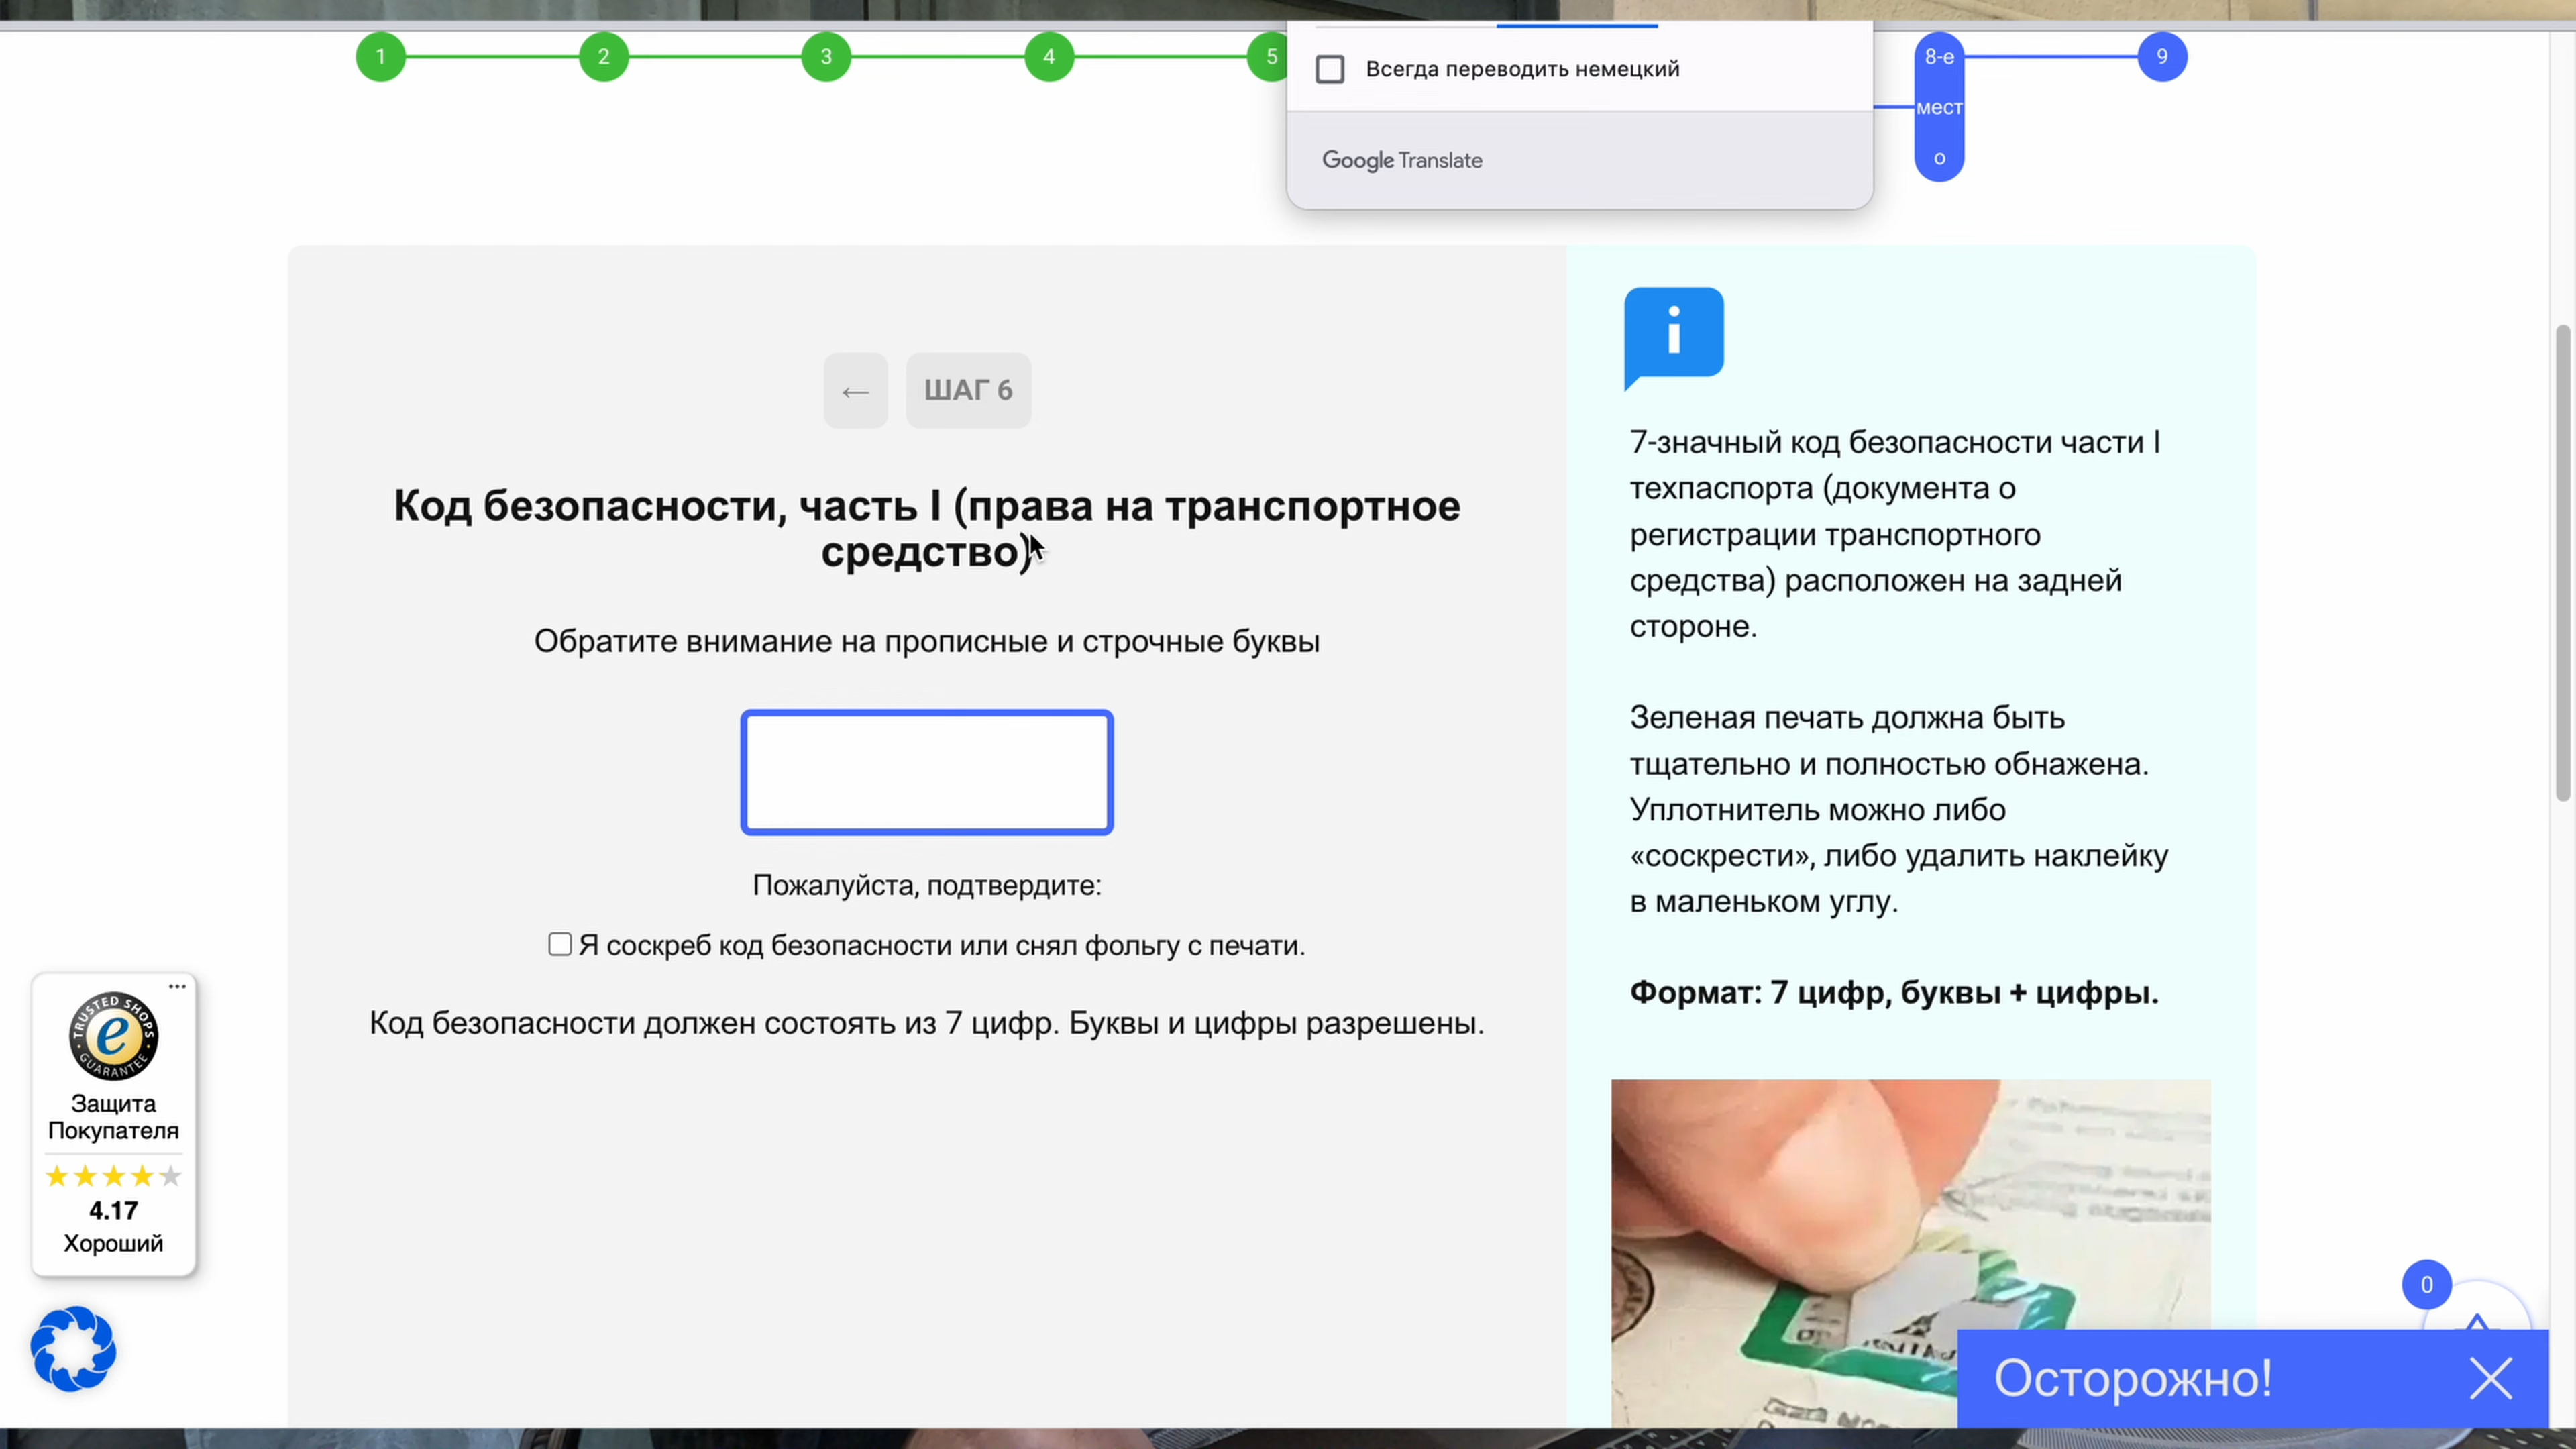 1
2
3
4
5
Всегда переводить немецкий
Google Translate
8-е
мест
о
9
←
ШАГ 6
Код безопасности, часть I (права на транспортное
средство)
Обратите внимание на прописные и строчные буквы
Пожалуйста, подтвердите:
Я соскреб код безопасности или снял фольгу с печати.
Код безопасности должен состоять из 7 цифр. Буквы и цифры разрешены.
i
7-значный код безопасности части I
техпаспорта (документа о
регистрации транспортного
средства) расположен на задней
стороне.
Зеленая печать должна быть
тщательно и полностью обнажена.
Уплотнитель можно либо
«соскрести», либо удалить наклейку
в маленьком углу.
Формат: 7 цифр, буквы + цифры.
TRUSTED SHOPS
e
GUARANTEE
Защита
Покупателя
4.17
Хороший
0
Осторожно!